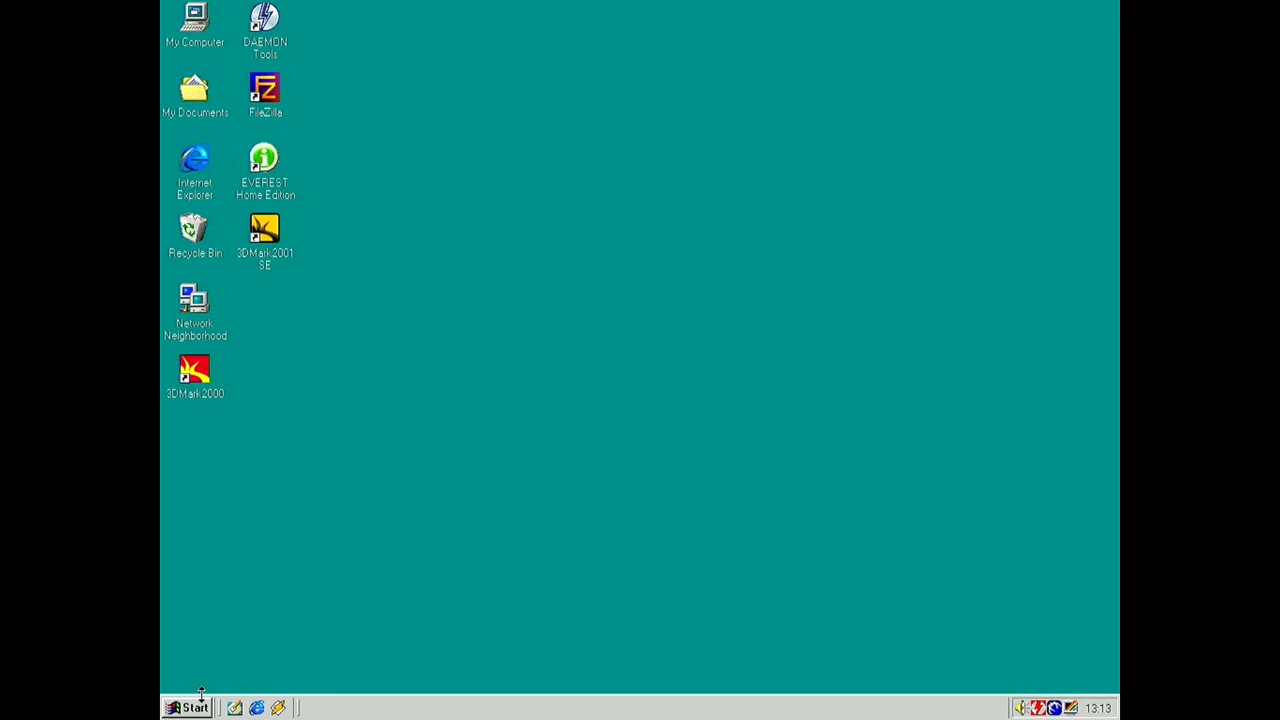 My Computer
DAEMON
Tools
My Documents
FileZilla
Internet
Explorer
EVEREST
Home Edition
Recycle Bin
3DMark2001
SE
Network
Neighborhood
3DMark2000
Start
13:13